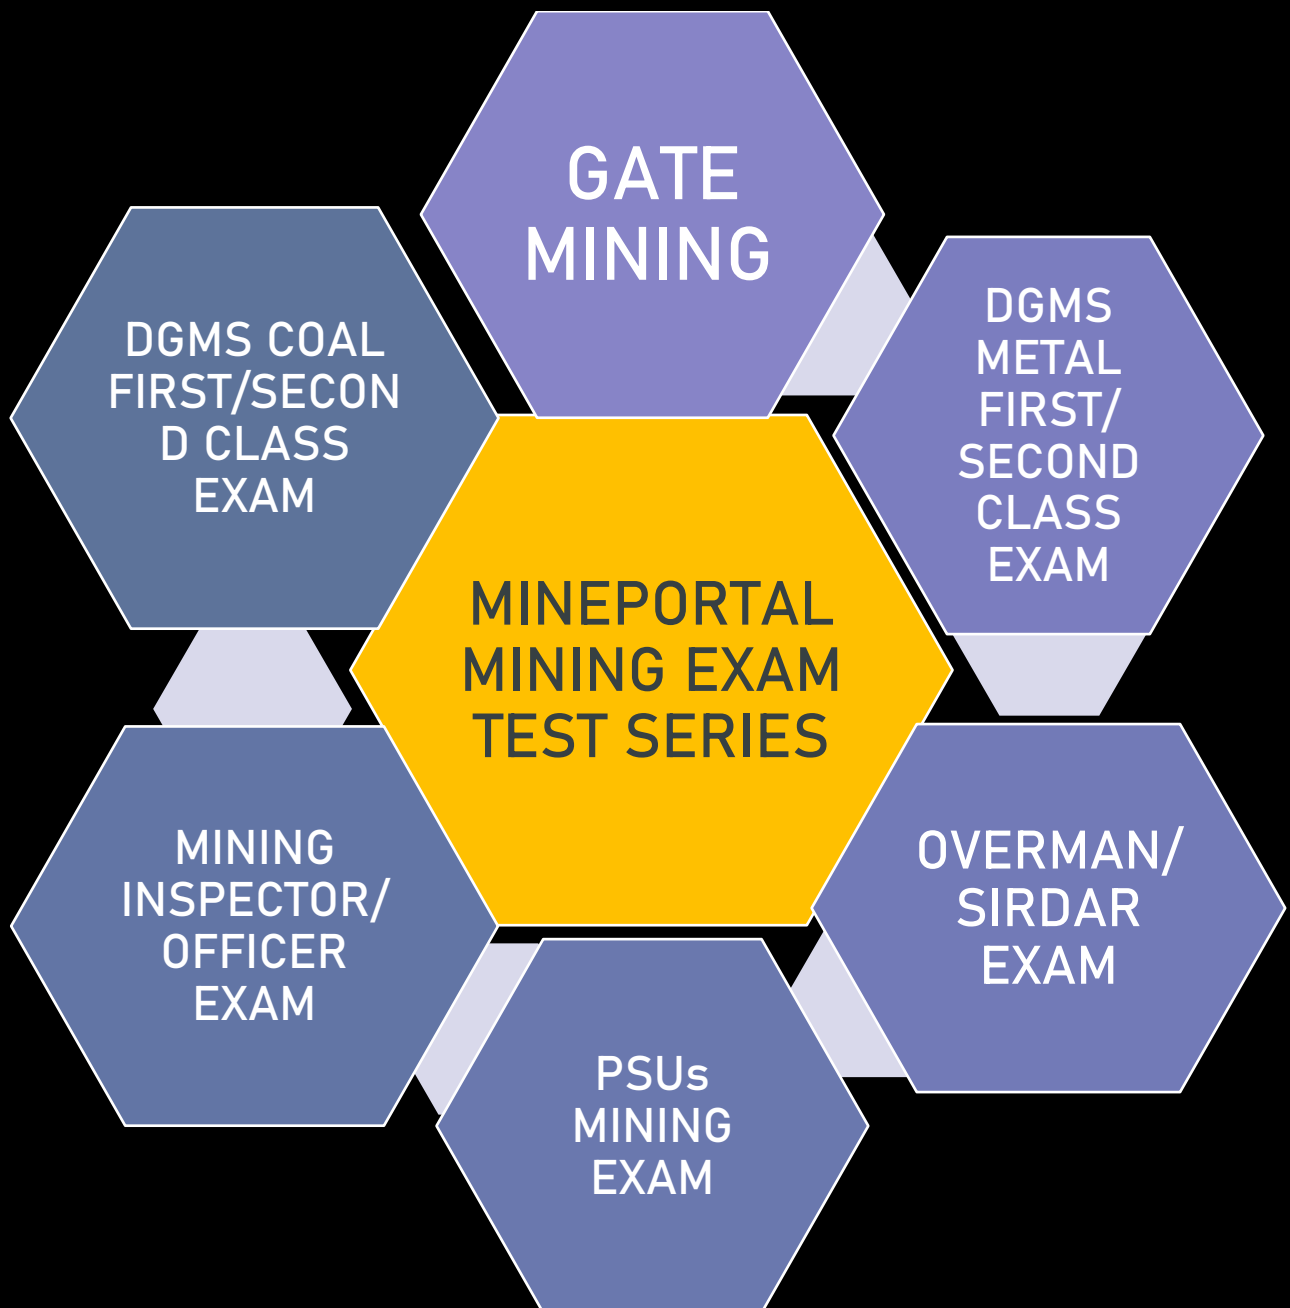 GATE
MINING
DGMS
METAL
FIRST/
SECOND
CLASS
EXAM
OVERMAN/
SIRDAR
EXAM
PSUs
MINING
EXAM
MINING
INSPECTOR/
OFFICER
EXAM
DGMS COAL
FIRST/SECON
D CLASS
EXAM
MINEPORTAL
MINING EXAM
TEST SERIES